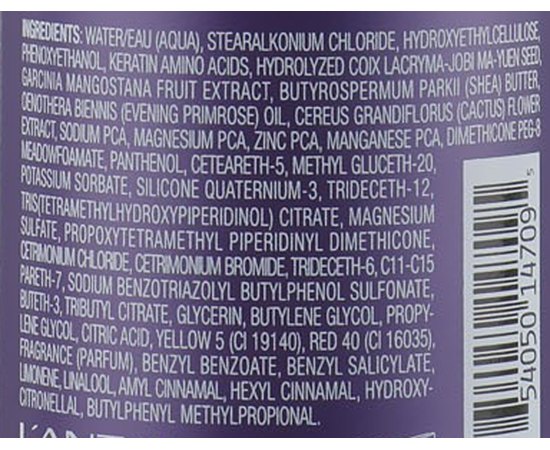 INGREDIENTS: WATER/EAU (AQUA), STEARALKONIUM CHLORIDE, HYDROXYETHYLCELLULOSE,
PHENOXYETHANOL, KERATIN AMINO ACIDS, HYDROLYZED COIX LACRYMA-JOBI MA-YUEN SEED,
GARCINIA MANGOSTANA FRUIT EXTRACT, BUTYROSPERMUM PARKII (SHEA) BUTTER,
OENOTHERA BIENNIS (EVENING PRIMROSE) OIL, CEREUS GRANDIFLORUS (CACTUS) FLOWER
EXTRACT, SODIUM PCA, MAGNESIUM PCA, ZINC PCA, MANGANESE PCA, DIMETHICONE PEG-8
MEADOWFOAMATE, PANTHENOL, CETEARETH-5, METHYL GLUCETH-20,
POTASSIUM SORBATE, SILICONE QUATERNIUM-3, TRIDECETH-12,
TRIS(TETRAMETHYLHYDROXYPIPERIDINOL) CITRATE, MAGNESIUM
SULFATE, PROPOXYTETRAMETHYL PIPERIDINYL DIMETHICONE,
CETRIMONIUM CHLORIDE, CETRIMONIUM BROMIDE, TRIDECETH-6, C11-C15
PARETH-7, SODIUM BENZOTRIAZOLYL BUTYLPHENOL SULFONATE,
BUTETH-3, TRIBUTYL CITRATE, GLYCERIN, BUTYLENE GLYCOL, PROPY-
LENE GLYCOL, CITRIC ACID, YELLOW 5 (CI 19140), RED 40 (CI 16035),
FRAGRANCE (PARFUM), BENZYL BENZOATE, BENZYL SALICYLATE,
LIMONENE, LINALOOL, AMYL CINNAMAL, HEXYL CINNAMAL, HYDROXY-
CITRONELLAL, BUTYLPHENYL METHYLPROPIONAL.
54050 14709 5